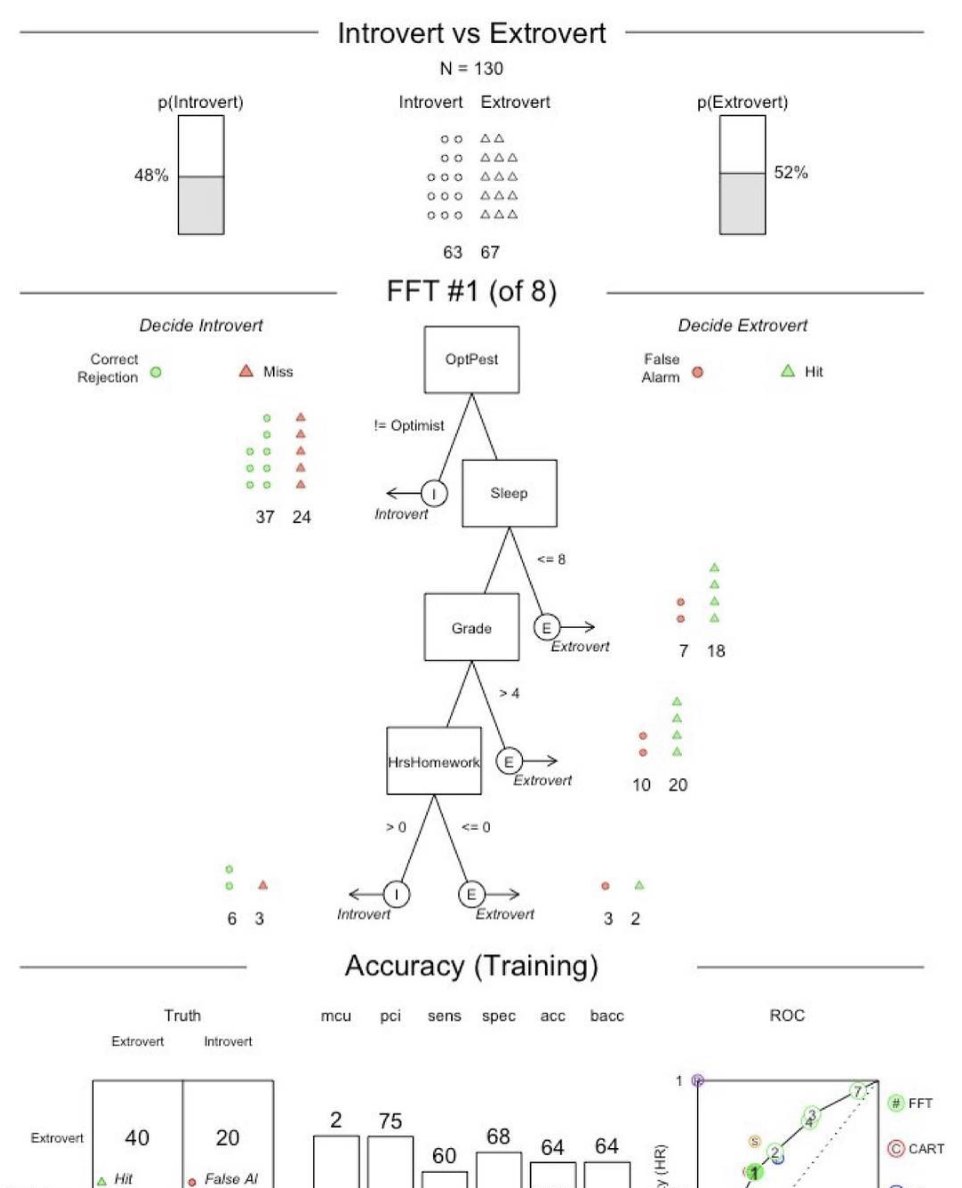 Introvert vs Extrovert
N = 130
p(Introvert)
Introvert Extrovert
p(Extrovert)
48%
52%
63 67
FFT #1 (of 8)
Decide Introvert
Decide Extrovert
Correct Rejection
Miss
OptPest
False Alarm
Hit
!= Optimist
I
Introvert
Sleep
37 24
<= 8
Grade
E
Extrovert
7 18
> 4
HrsHomework
E
Extrovert
10 20
> 0
<= 0
I
Introvert
E
Extrovert
6 3
3 2
Accuracy (Training)
Truth
mcu pci sens spec acc bacc
ROC
Extrovert Introvert
1
7
# FFT
Extrovert
40
20
2 75 60 68 64 64
3
4
S
2
1
C CART
Hit
False Al
y (HR)